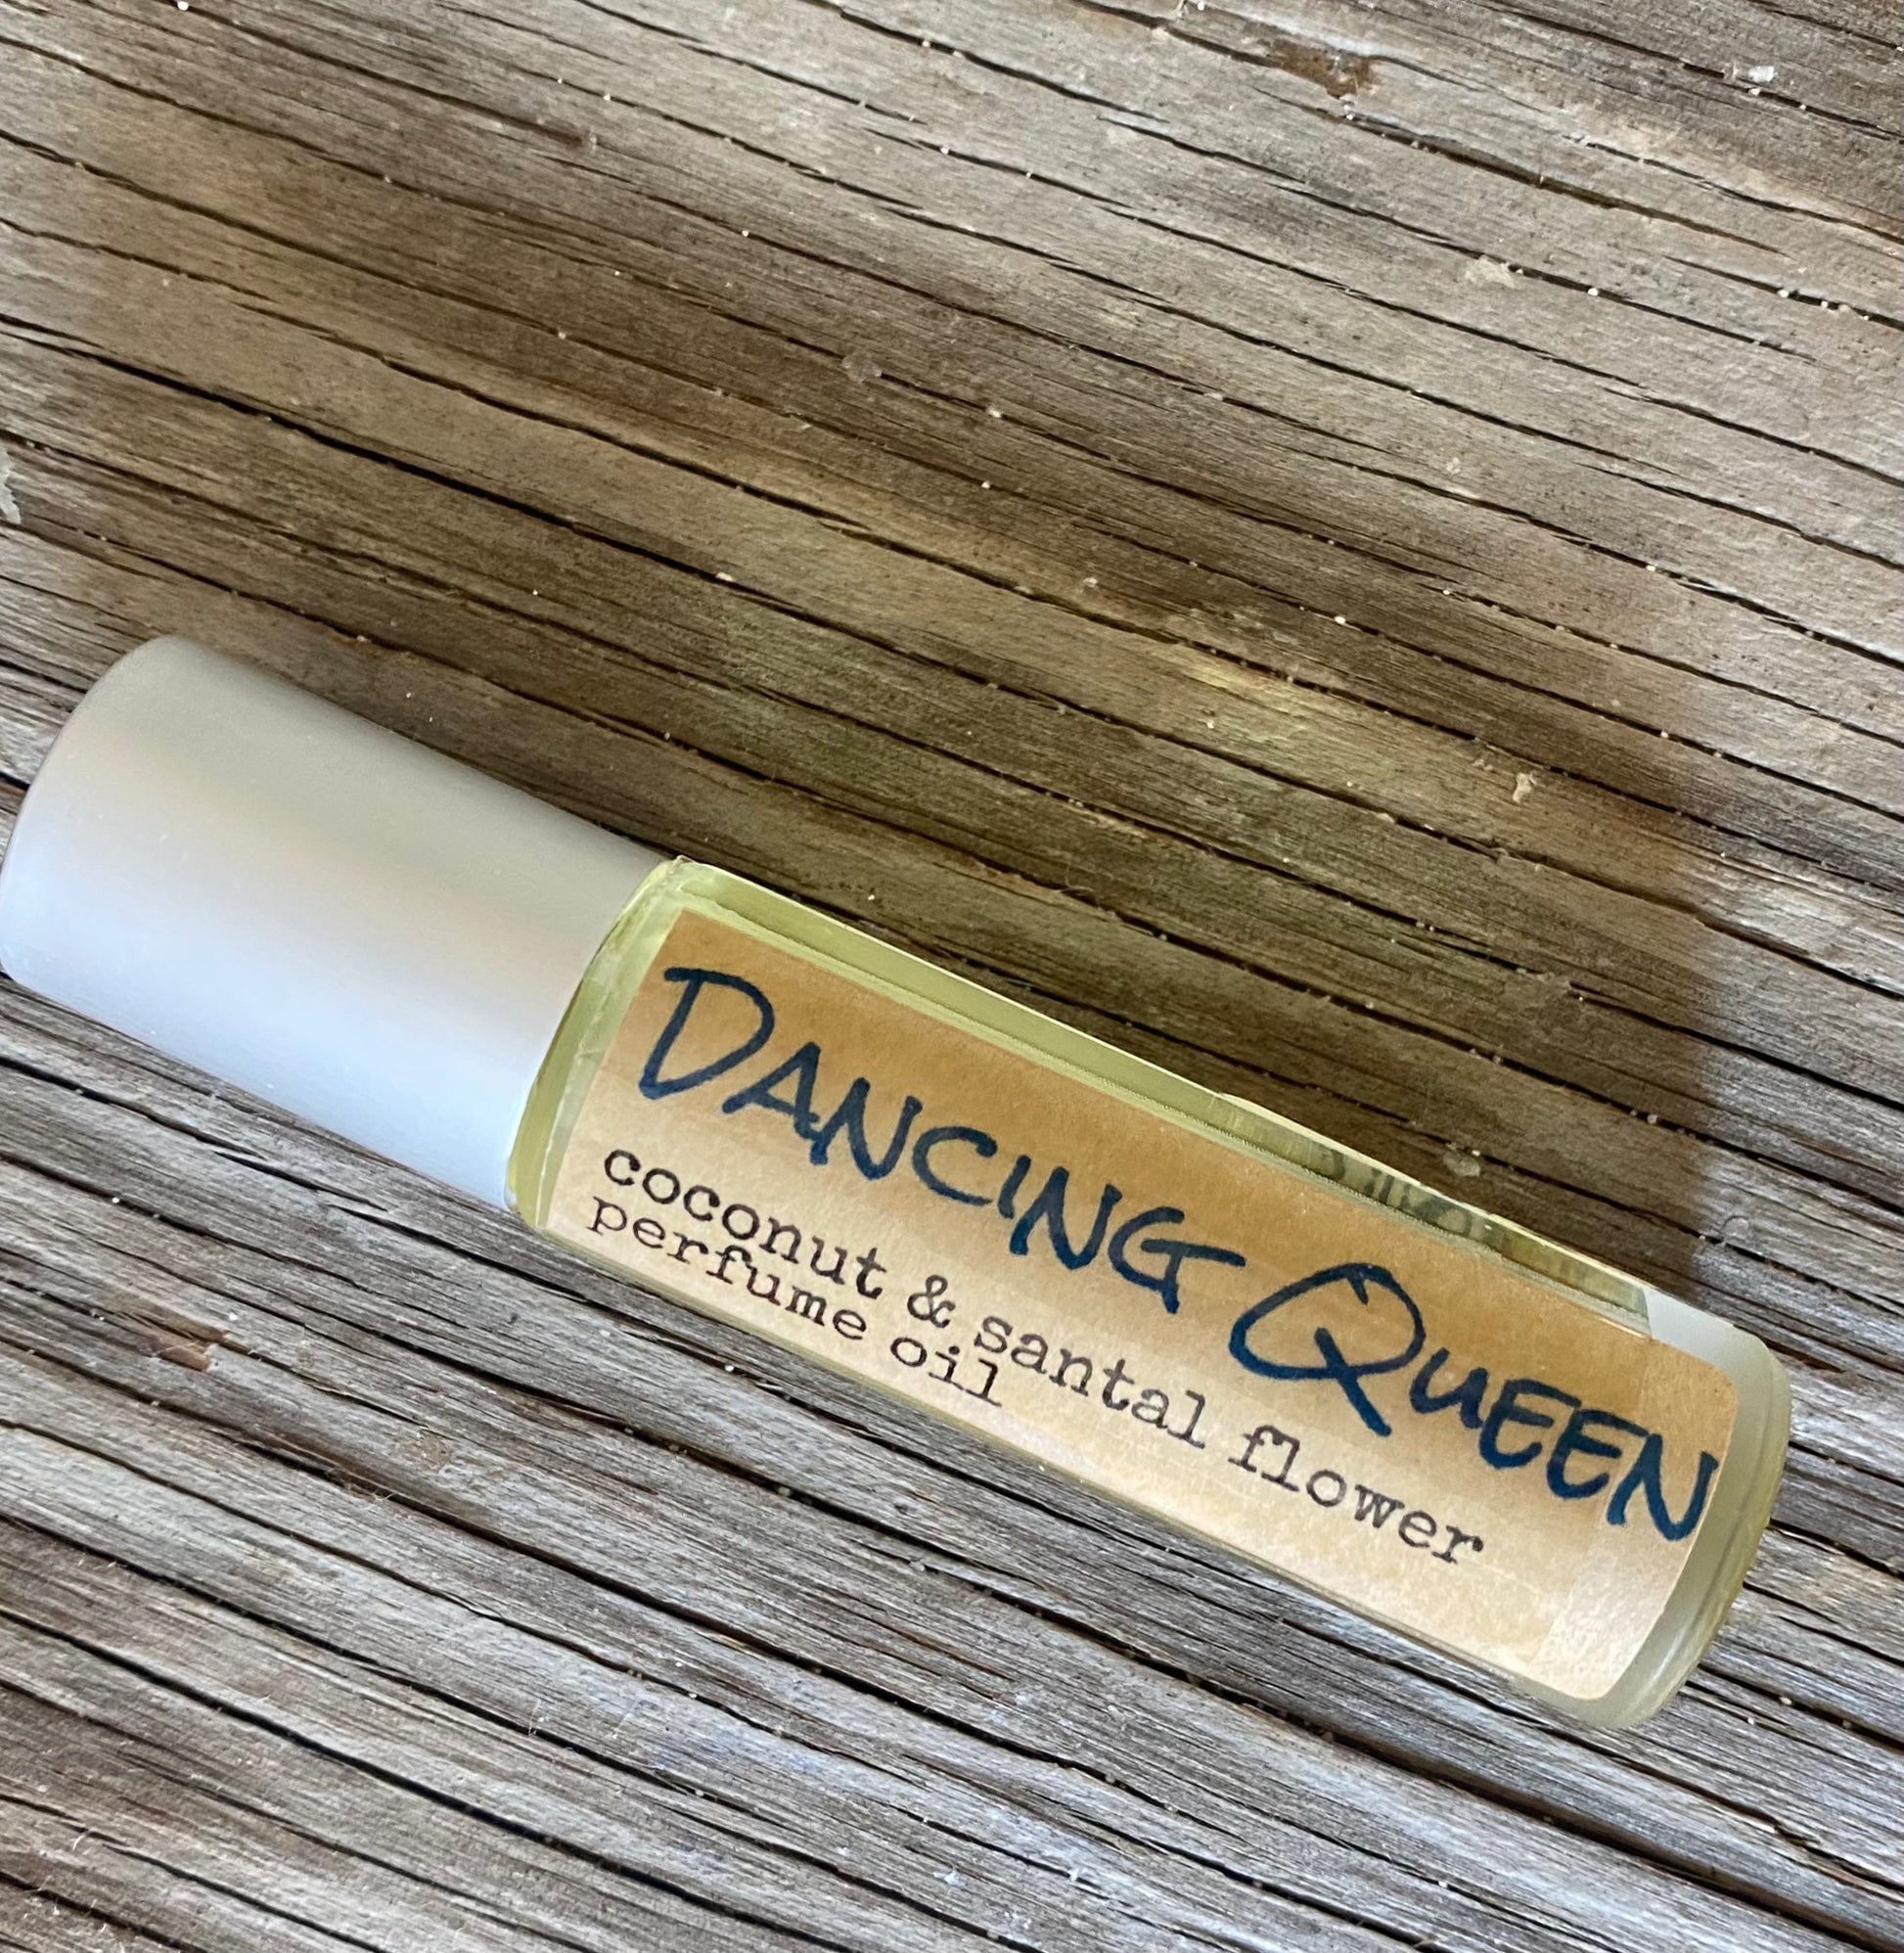 DANCING QUEEN
coconut & santal flower
perfume oil